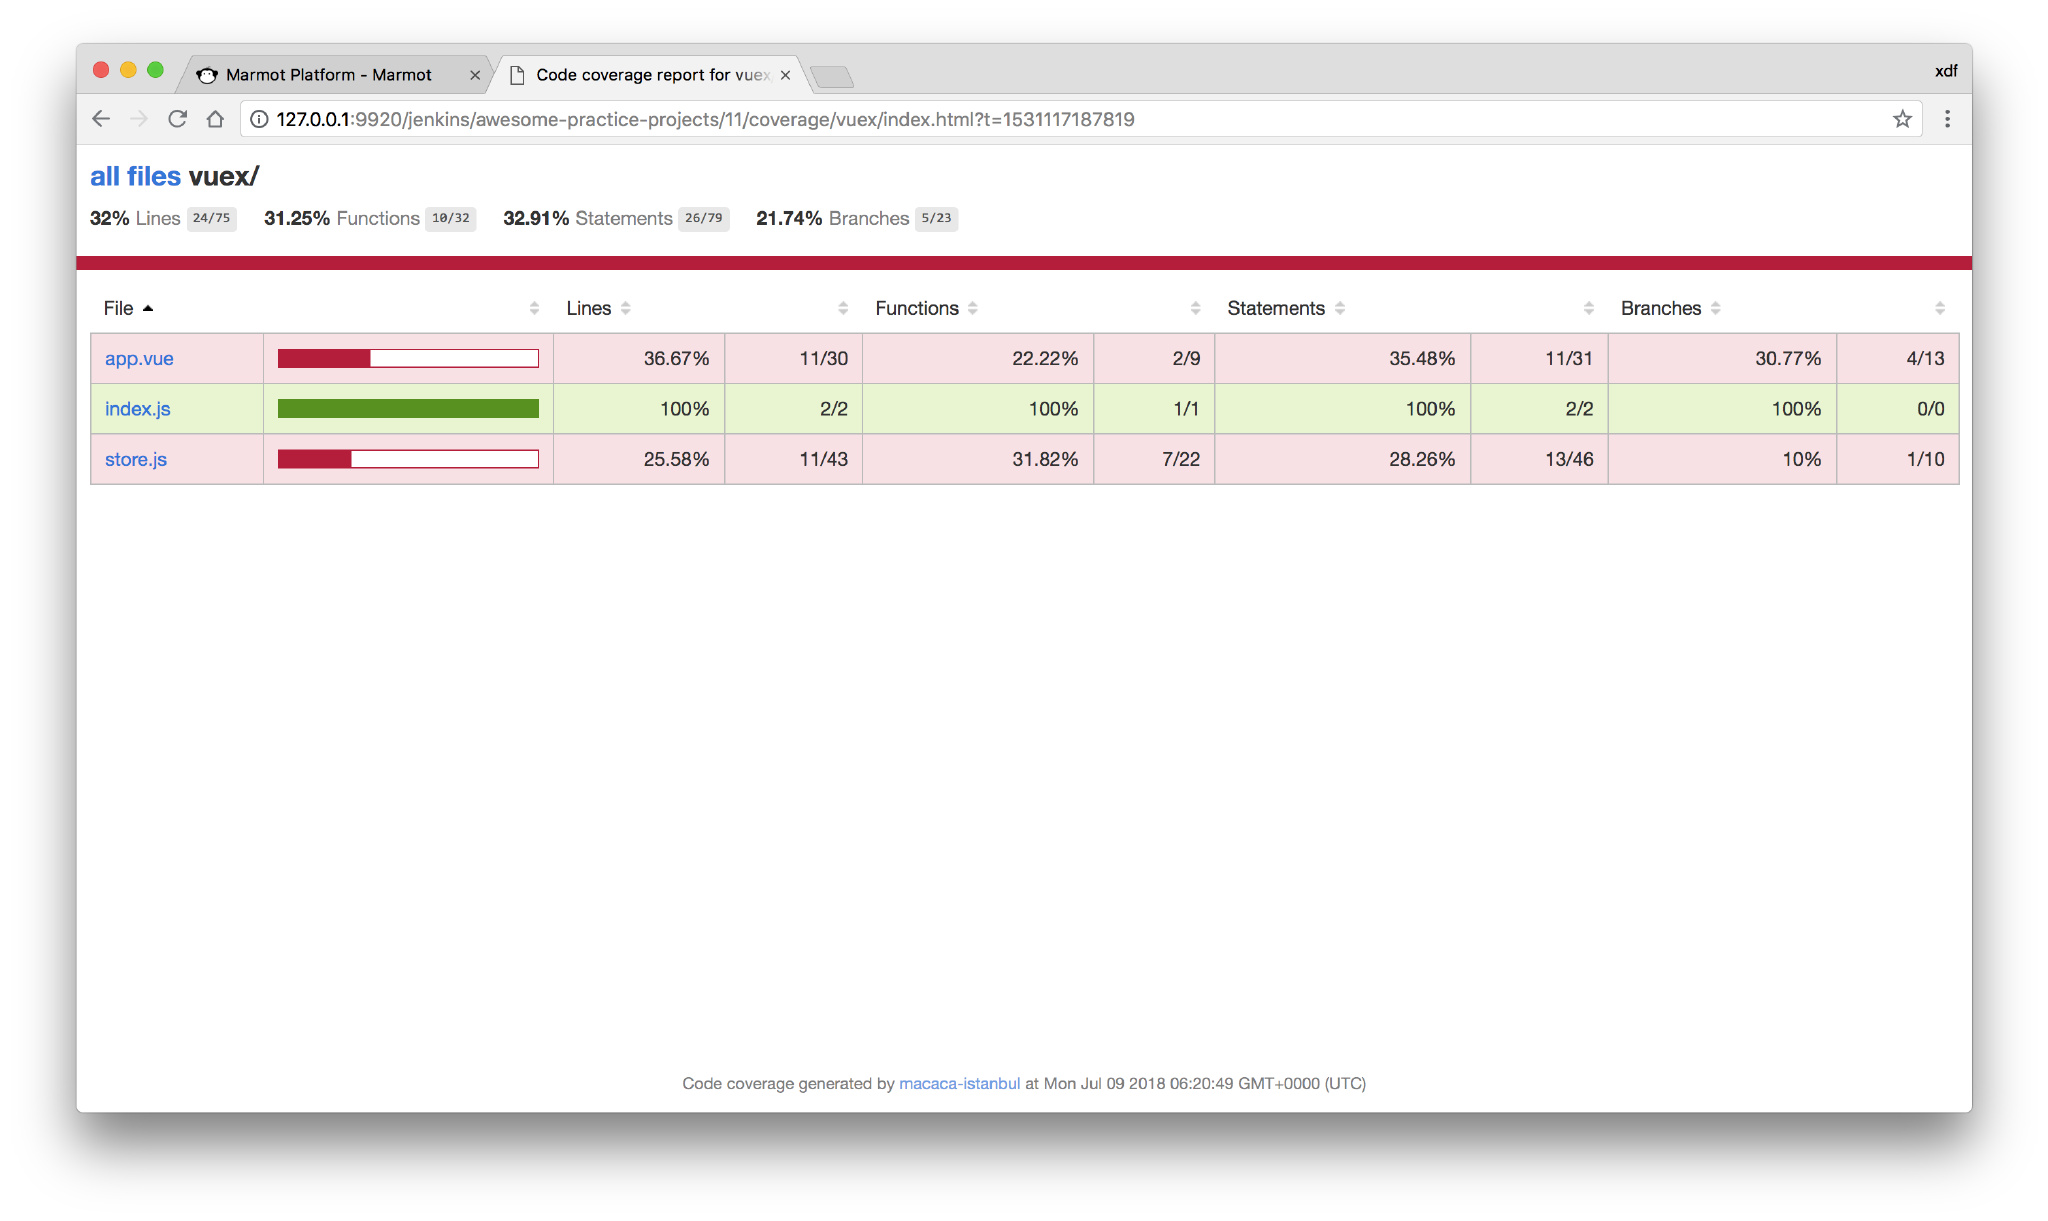 Marmot Platform - Marmot
Code coverage report for vuex
xdf
127.0.0.1:9920/jenkins/awesome-practice-projects/11/coverage/vuex/index.html?t=1531117187819
all files vuex/
32% Lines 24/75 31.25% Functions 10/32 32.91% Statements 26/79 21.74% Branches 5/23
File Lines Functions Statements Branches
app.vue 36.67% 11/30 22.22% 2/9 35.48% 11/31 30.77% 4/13
index.js 100% 2/2 100% 1/1 100% 2/2 100% 0/0
store.js 25.58% 11/43 31.82% 7/22 28.26% 13/46 10% 1/10
Code coverage generated by macaca-istanbul at Mon Jul 09 2018 06:20:49 GMT+0000 (UTC)